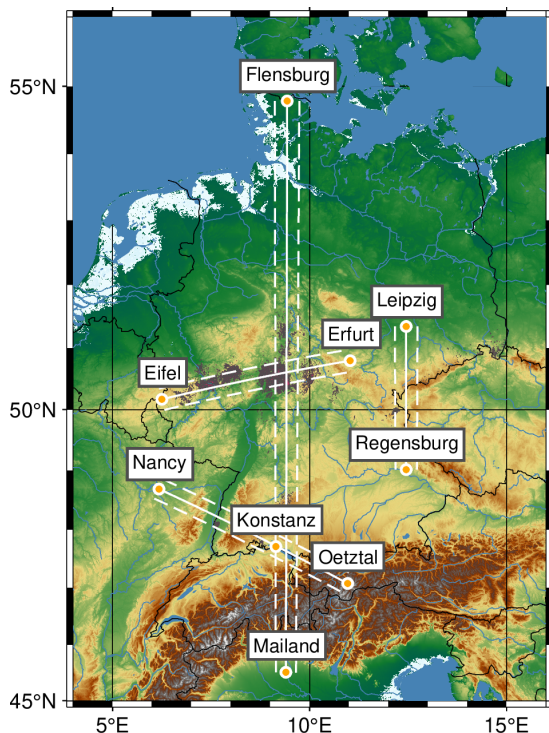 Flensburg
55°N
Leipzig
Erfurt
Eifel
50°N
Regensburg
Nancy
Konstanz
Oetztal
Mailand
45°N
5°E
10°E
15°E